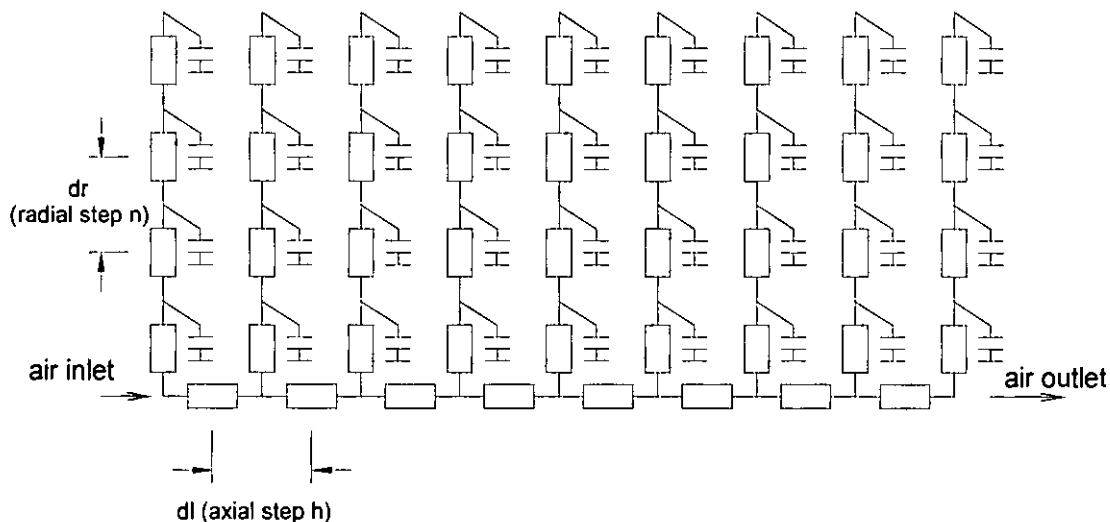 dr
(radial step n)
air inlet
air outlet
dl (axial step h)